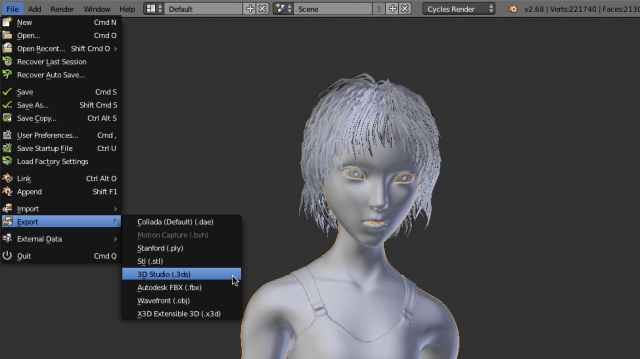 File Add Render Window Help Default Scene 3 Cycles Render v2.68 | Verts:221740 | Faces:2130
New Cmd N
Open... Cmd O
Open Recent... Shift Cmd O
Recover Last Session
Recover Auto Save...
Save Cmd S
Save As... Shift Cmd S
Save Copy... Ctrl Alt S
User Preferences... Cmd ,
Save Startup File Ctrl U
Load Factory Settings
Link Ctrl Alt O
Append Shift F1
Import
Export
External Data
Quit Cmd Q
Collada (Default) (.dae)
Motion Capture (.bvh)
Stanford (.ply)
Stl (.stl)
3D Studio (.3ds)
Autodesk FBX (.fbx)
Wavefront (.obj)
X3D Extensible 3D (.x3d)